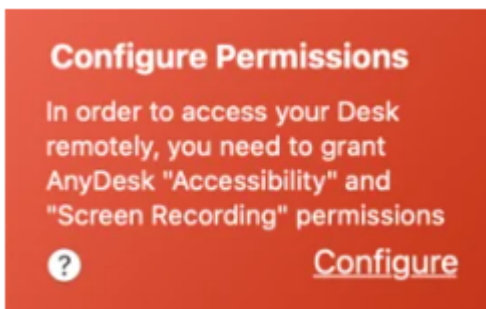 Configure Permissions
In order to access your Desk
remotely, you need to grant
AnyDesk "Accessibility" and
"Screen Recording" permissions
?
Configure